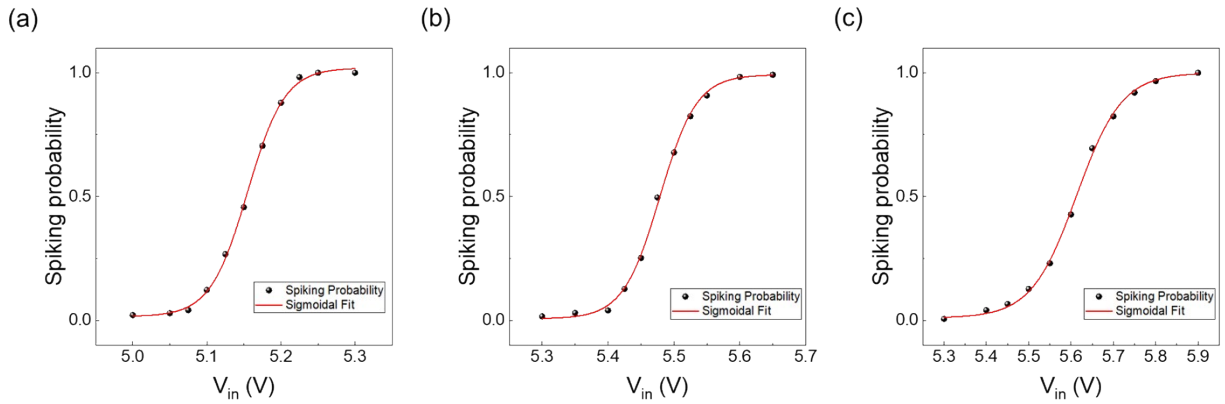 (a)
Spiking probability
1.0
0.5
0.0
5.0 5.1 5.2 5.3
V_in (V)
Spiking Probability
Sigmoidal Fit
(b)
Spiking probability
1.0
0.5
0.0
5.3 5.4 5.5 5.6 5.7
V_in (V)
Spiking Probability
Sigmoidal Fit
(c)
Spiking probability
1.0
0.5
0.0
5.3 5.4 5.5 5.6 5.7 5.8 5.9
V_in (V)
Spiking Probability
Sigmoidal Fit